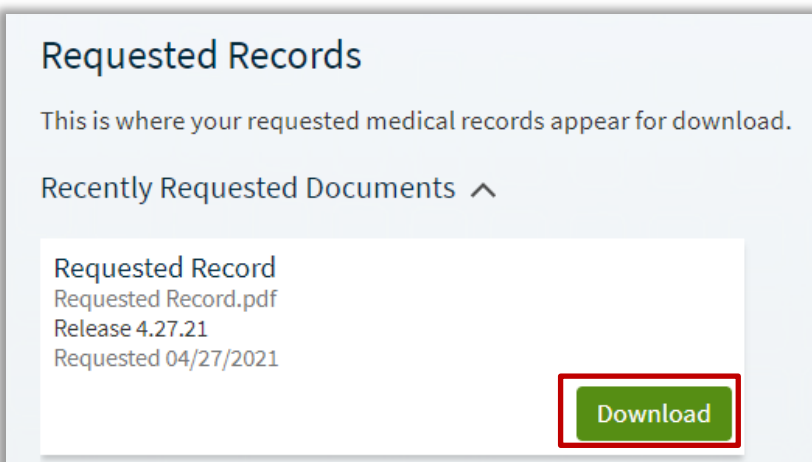 Requested Records
This is where your requested medical records appear for download.
Recently Requested Documents
Requested Record
Requested Record.pdf
Release 4.27.21
Requested 04/27/2021
Download